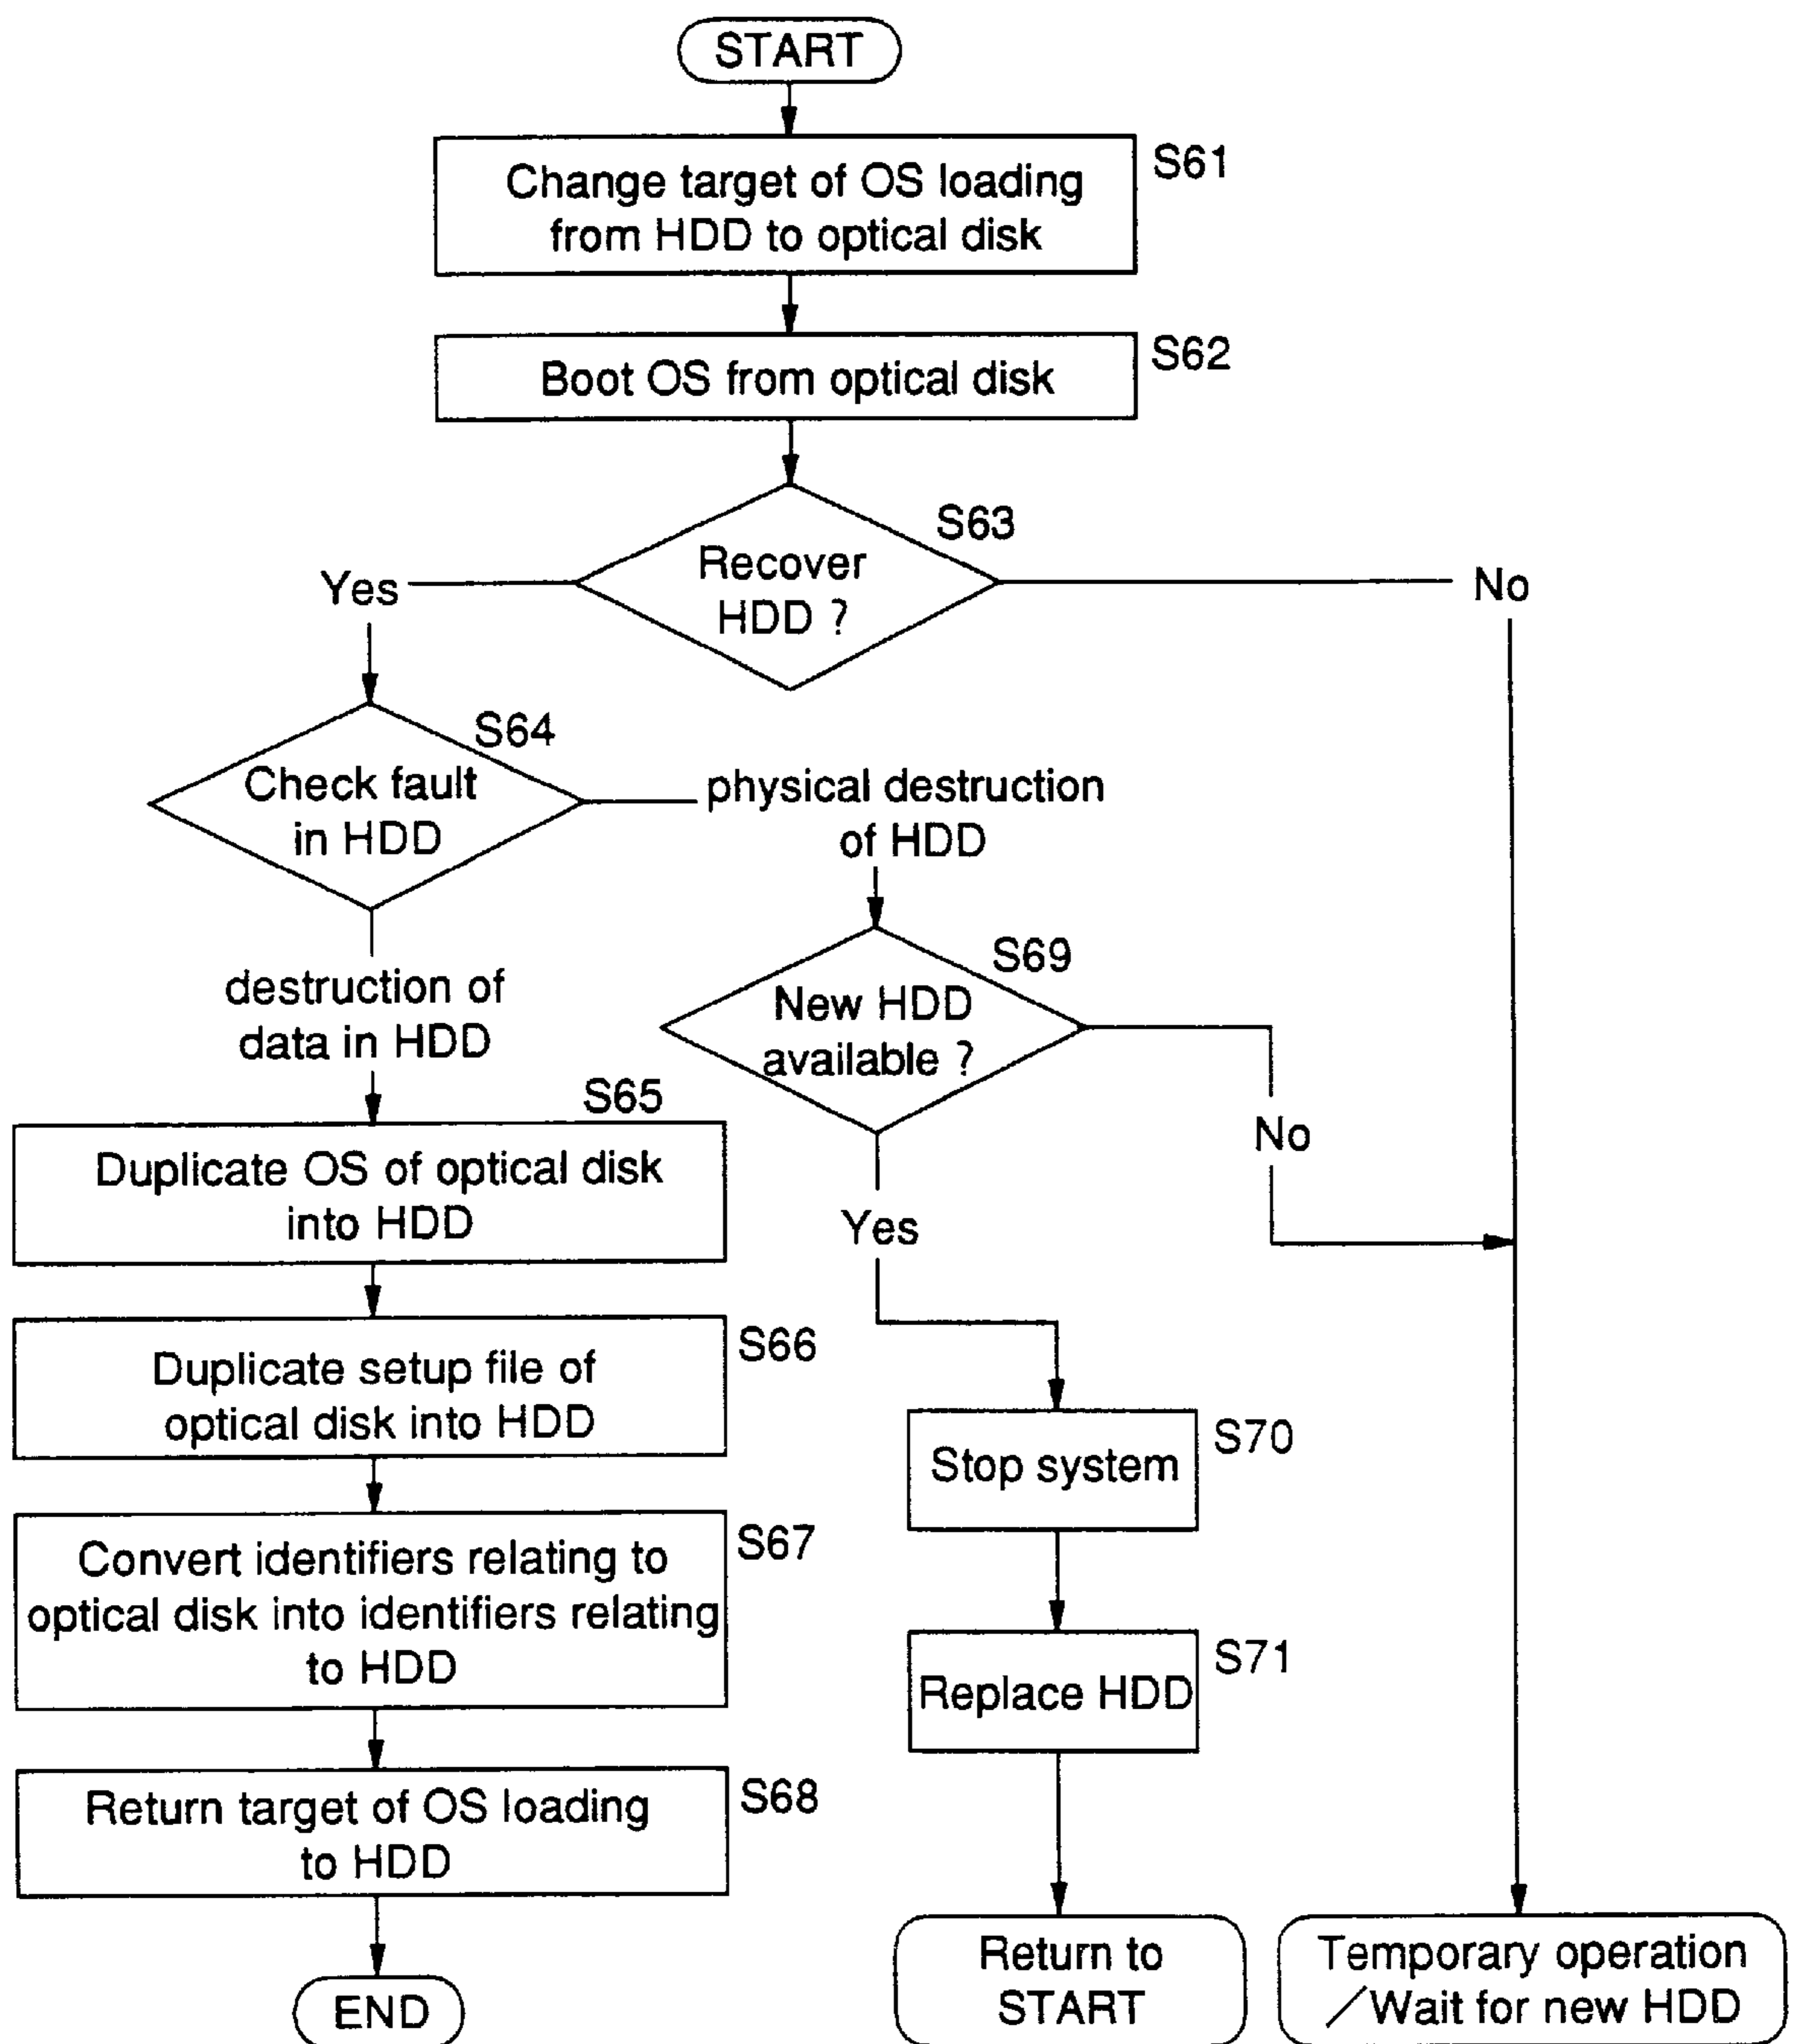 START
S61
Change target of OS loading
from HDD to optical disk
S62
Boot OS from optical disk
S63
Recover
HDD ?
Yes
No
S64
Check fault
in HDD
physical destruction
of HDD
destruction of
data in HDD
S69
New HDD
available ?
No
Yes
S65
Duplicate OS of optical disk
into HDD
S66
Duplicate setup file of
optical disk into HDD
S67
Convert identifiers relating to
optical disk into identifiers relating
to HDD
S68
Return target of OS loading
to HDD
END
S70
Stop system
S71
Replace HDD
Return to
START
Temporary operation
/Wait for new HDD